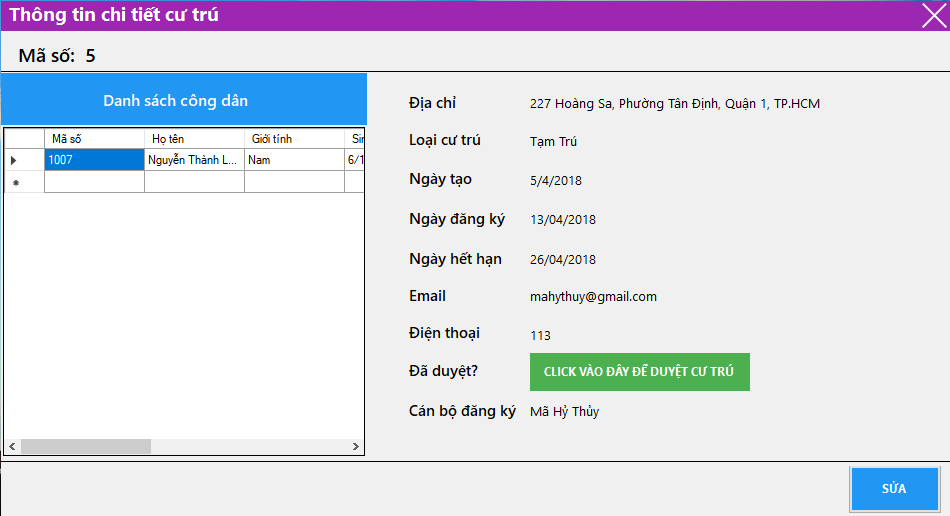 Thông tin chi tiết cư trú
Mã số: 5
Danh sách công dân
Mã số Họ tên Giới tính Sin
1007 Nguyễn Thành L... Nam 6/1
Địa chỉ 227 Hoàng Sa, Phường Tân Định, Quận 1, TP.HCM
Loại cư trú Tạm Trú
Ngày tạo 5/4/2018
Ngày đăng ký 13/04/2018
Ngày hết hạn 26/04/2018
Email mahythuy@gmail.com
Điện thoại 113
Đã duyệt? CLICK VÀO ĐÂY ĐỂ DUYỆT CƯ TRÚ
Cán bộ đăng ký Mã Hỷ Thủy
SỬA